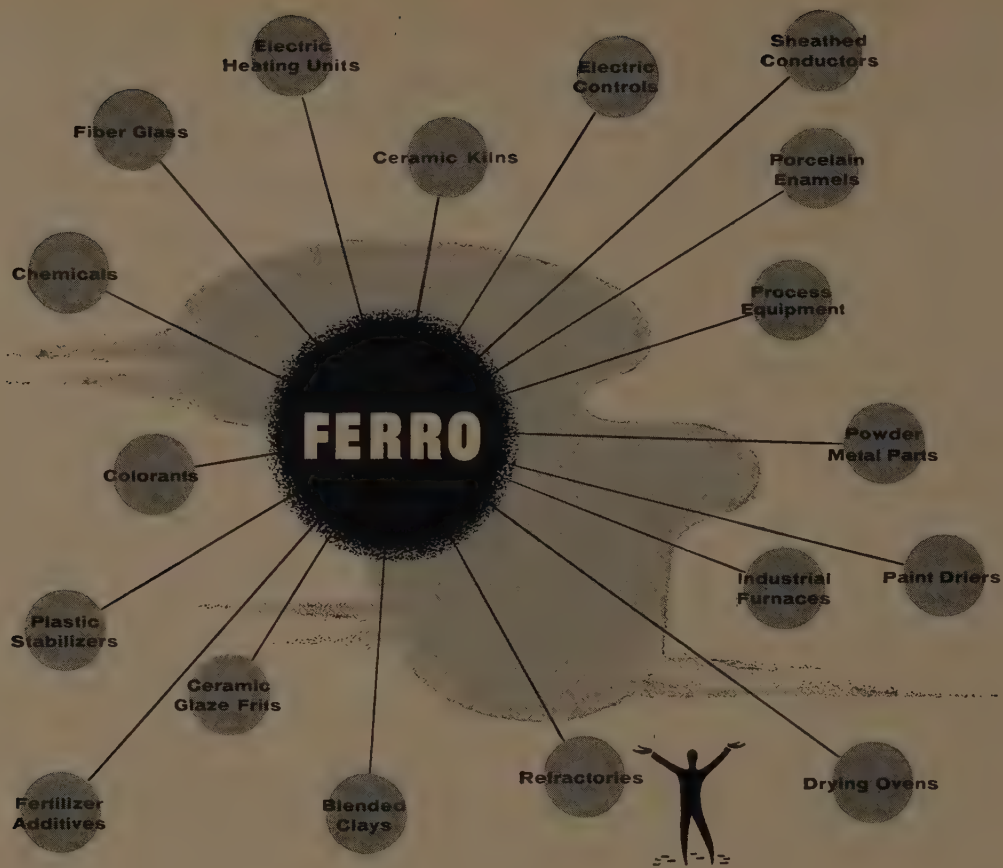 Electric
Heating Units
Electric
Controls
Sheathed
Conductors
Fiber Glass
Ceramic Kilns
Porcelain
Enamels
Chemicals
Process
Equipment
FERRO
Powder
Metal Parts
Colorants
Industrial
Furnaces
Paint Driers
Plastic
Stabilizers
Ceramic
Glaze Frits
Refractories
Drying Ovens
Fertilizer
Additives
Blended
Clays